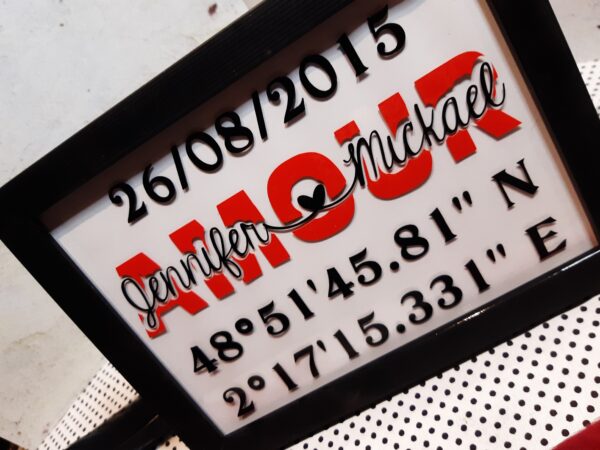 26/08/2015
AMOUR
Jennifer Mickael
48°51'45.81" N
2°17'15.331" E